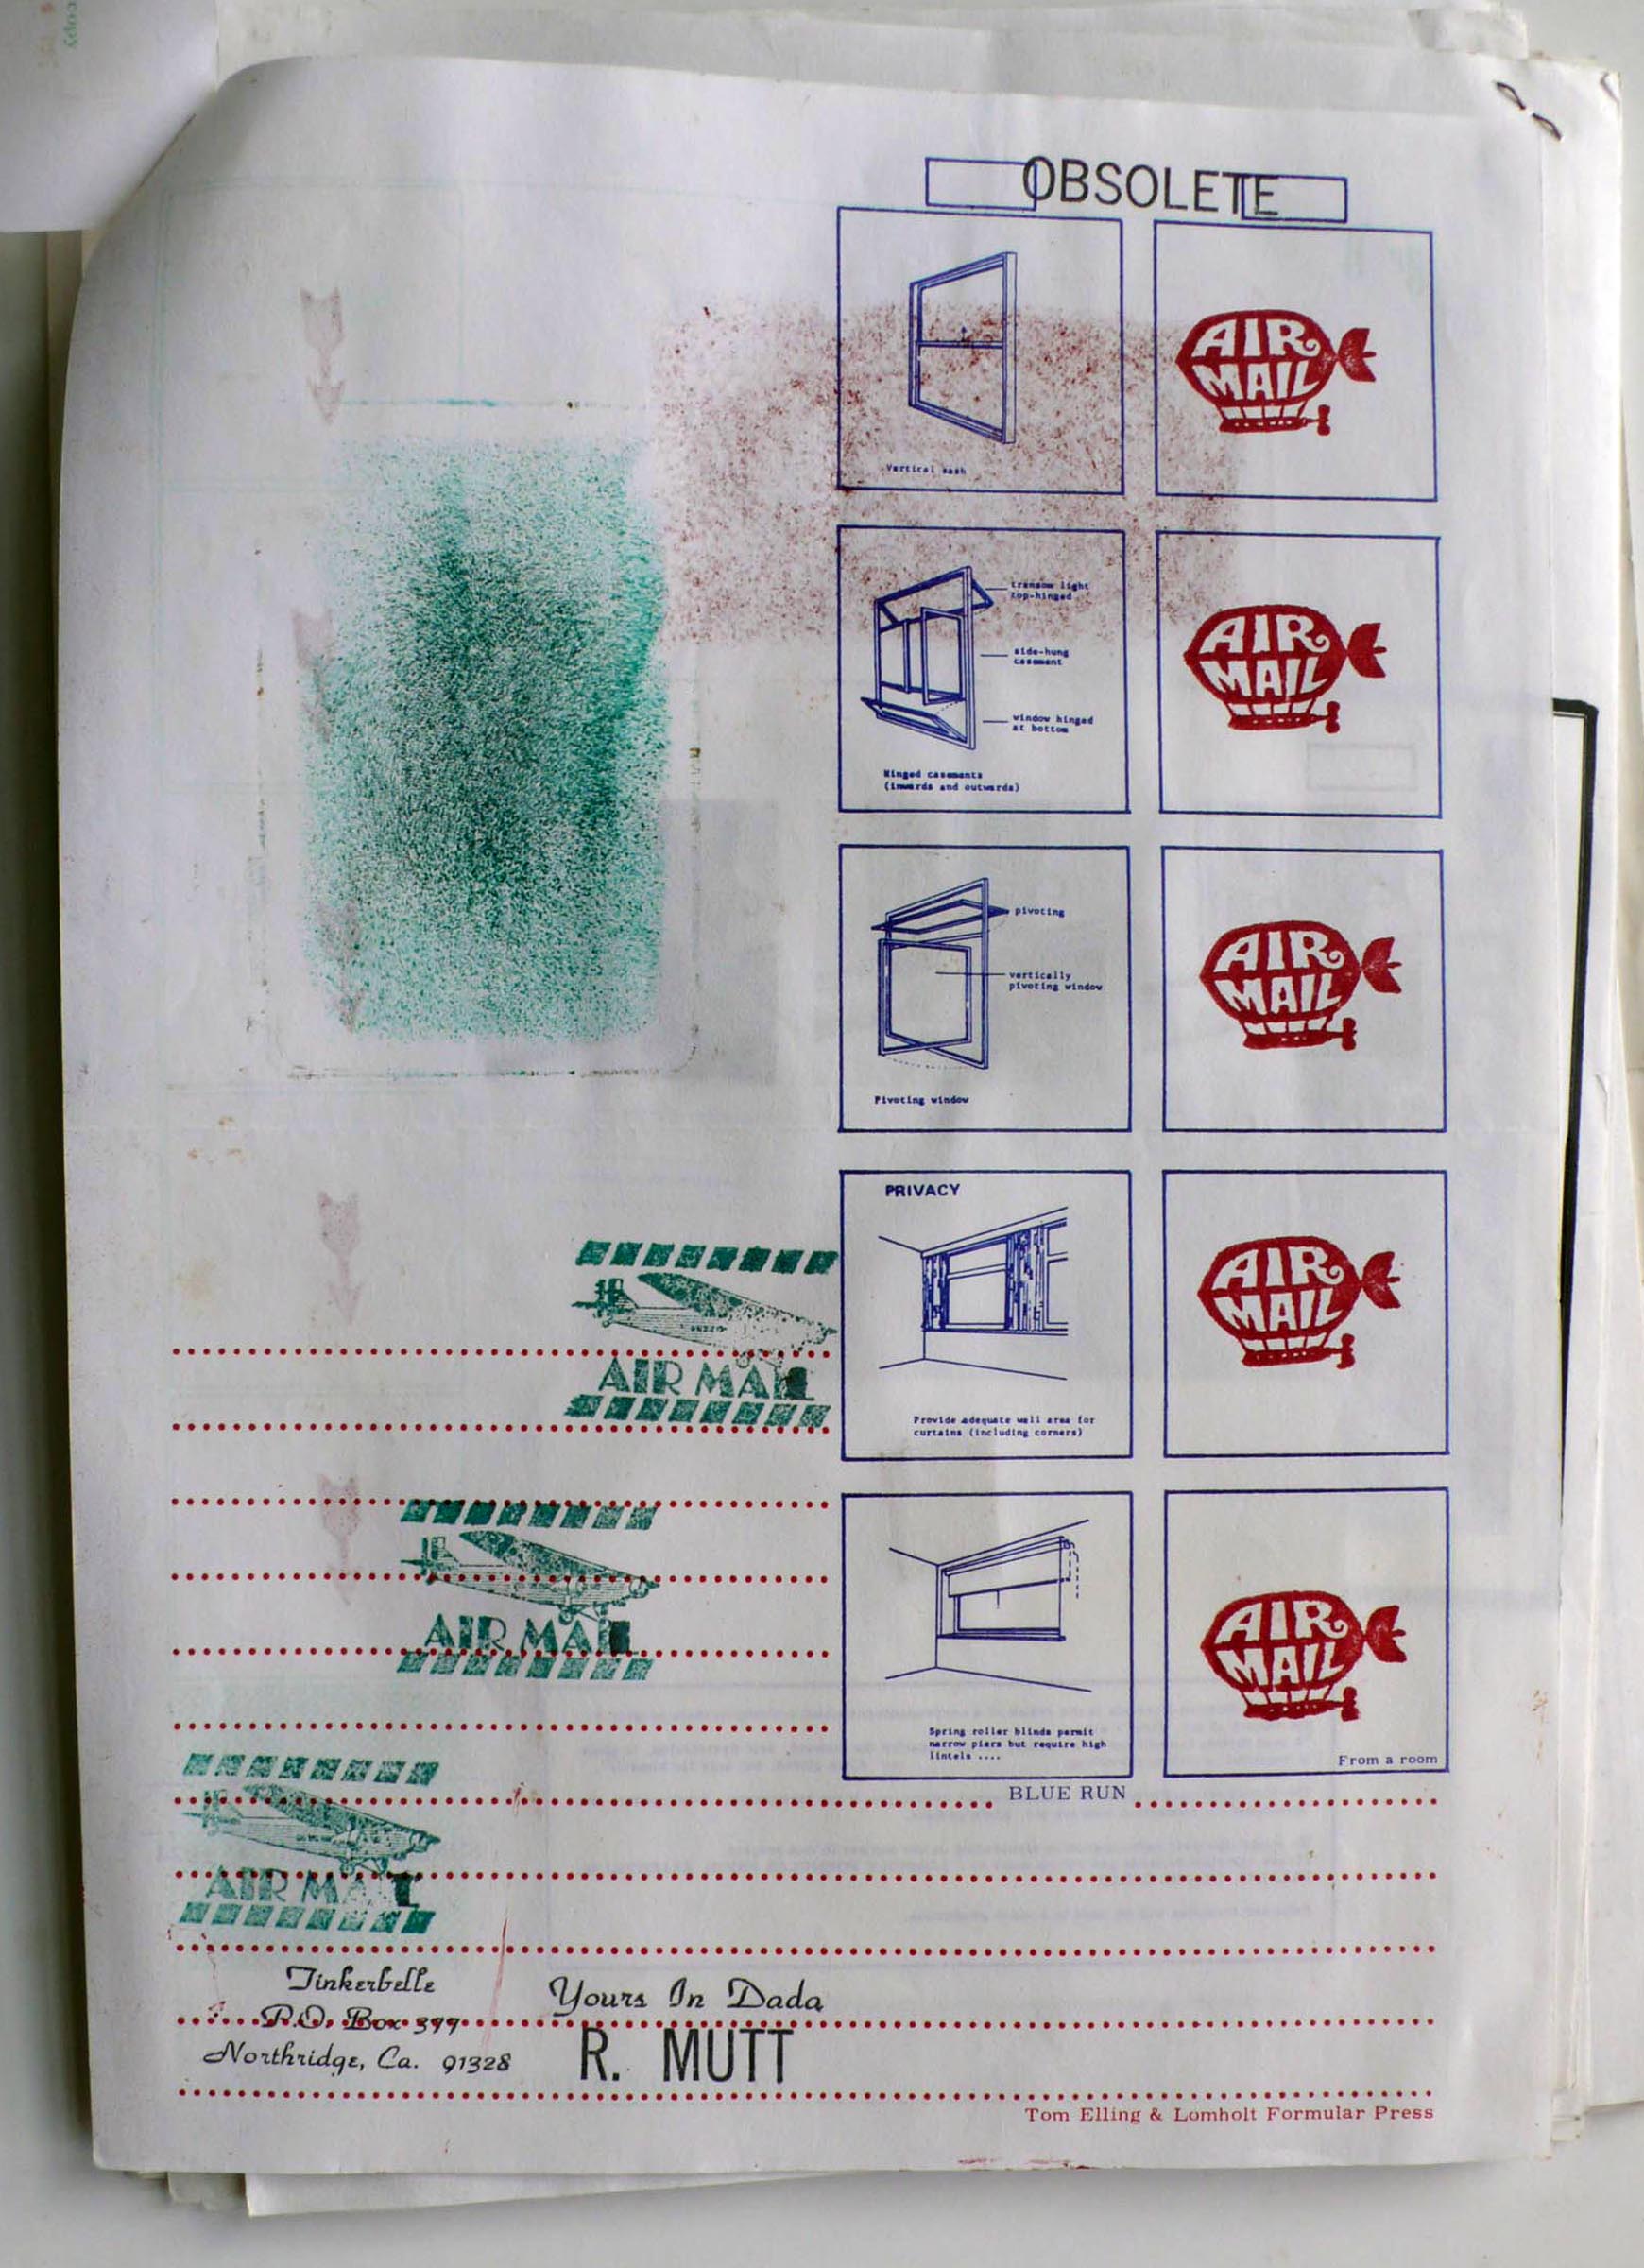 copy
OBSOLETE
Vertical sash
AIR
MAIL
transom light
top-hinged
side-hung
casement
window hinged
at bottom
Hinged casements
(inwards and outwards)
AIR
MAIL
pivoting
vertically
pivoting window
Pivoting window
AIR
MAIL
PRIVACY
Provide adequate wall area for
curtains (including corners)
AIR
MAIL
Spring roller blinds permit
narrow piers but require high
lintels ....
AIR
MAIL
From a room
BLUE RUN
AIR MAIL
AIR MAIL
AIR MAIL
Tinkerbelle
P.O. Box 377
Northridge, Ca. 91328
Yours In Dada
R. MUTT
Tom Elling & Lomholt Formular Press